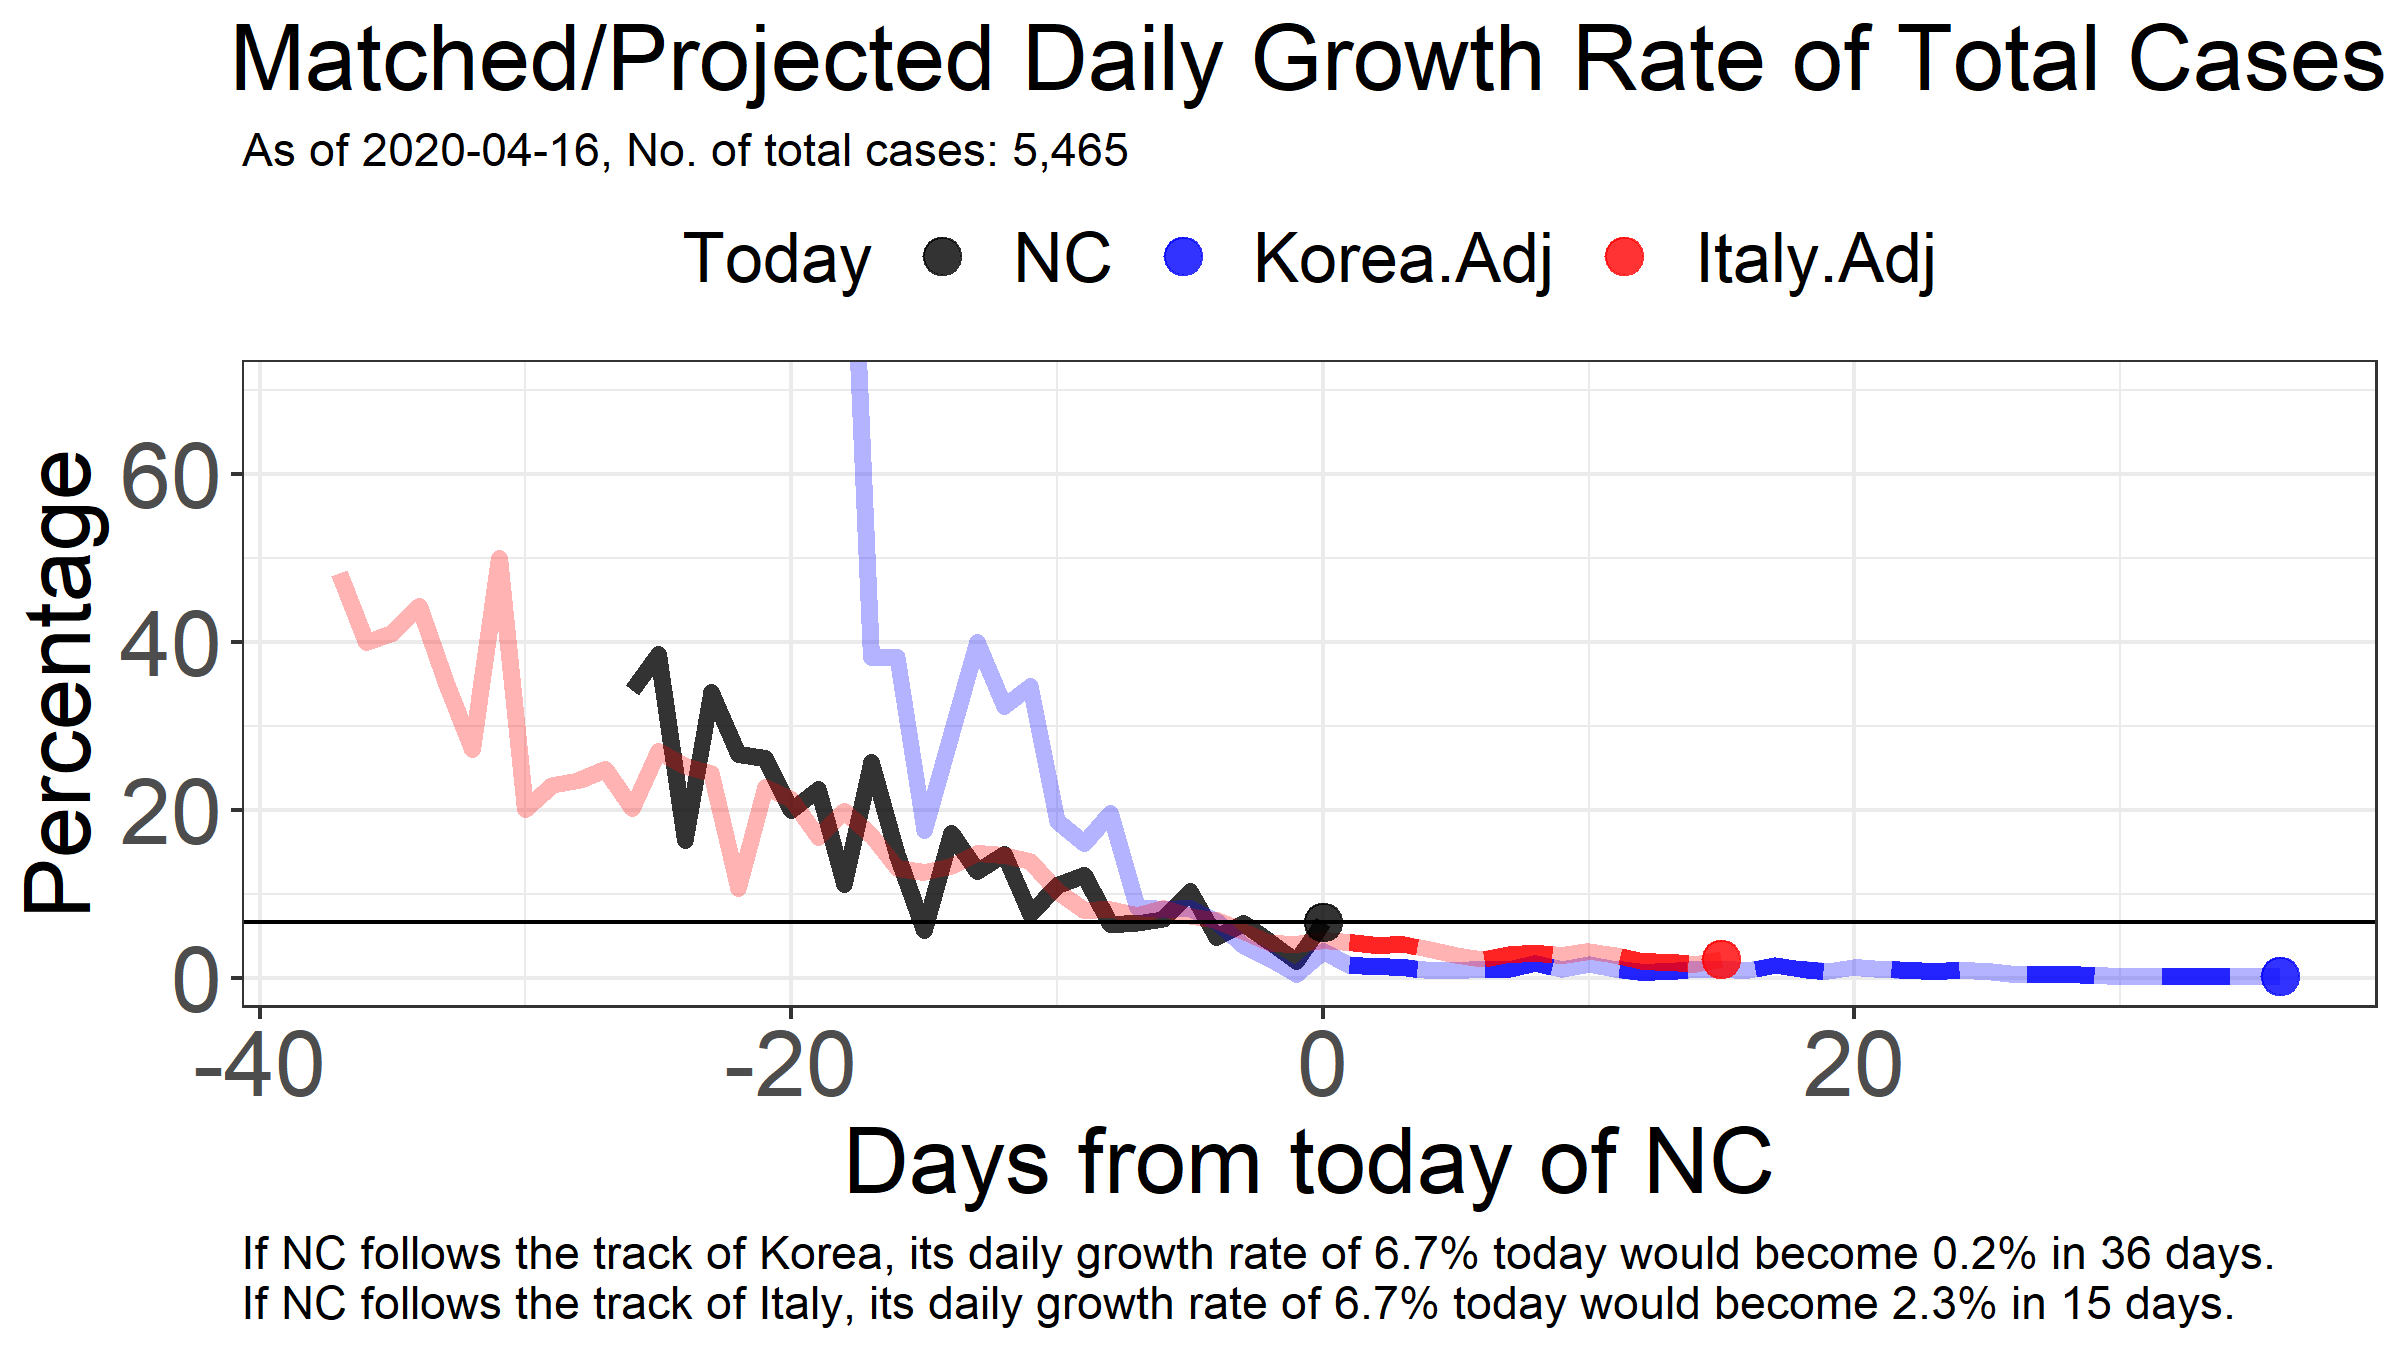 Matched/Projected Daily Growth Rate of Total Cases
As of 2020-04-16, No. of total cases: 5,465
Today NC Korea.Adj Italy.Adj
Percentage
60
40
20
0
-40 -20 0 20
Days from today of NC
If NC follows the track of Korea, its daily growth rate of 6.7% today would become 0.2% in 36 days.
If NC follows the track of Italy, its daily growth rate of 6.7% today would become 2.3% in 15 days.